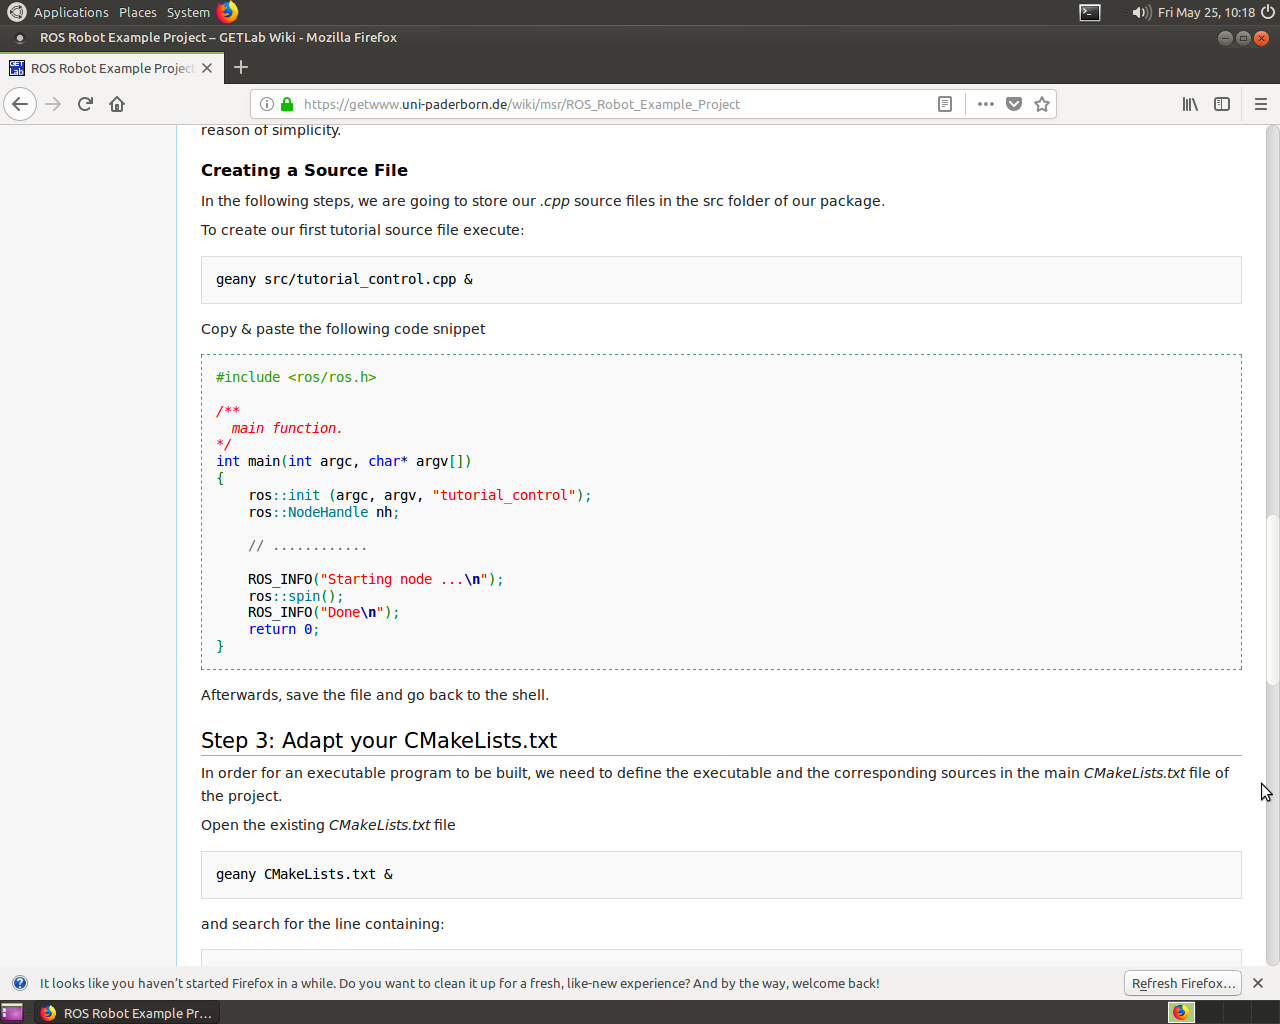 Applications Places System
Fri May 25, 10:18
ROS Robot Example Project – GETLab Wiki - Mozilla Firefox
GET Lab
ROS Robot Example Project
https://getwww.uni-paderborn.de/wiki/msr/ROS_Robot_Example_Project
reason of simplicity.
Creating a Source File
In the following steps, we are going to store our .cpp source files in the src folder of our package.
To create our first tutorial source file execute:
geany src/tutorial_control.cpp &
Copy & paste the following code snippet
#include <ros/ros.h>
/**
  main function.
*/
int main(int argc, char* argv[])
{
    ros::init (argc, argv, "tutorial_control");
    ros::NodeHandle nh;
    // ............
    ROS_INFO("Starting node ...\n");
    ros::spin();
    ROS_INFO("Done\n");
    return 0;
}
Afterwards, save the file and go back to the shell.
Step 3: Adapt your CMakeLists.txt
In order for an executable program to be built, we need to define the executable and the corresponding sources in the main CMakeLists.txt file of
the project.
Open the existing CMakeLists.txt file
geany CMakeLists.txt &
and search for the line containing:
It looks like you haven't started Firefox in a while. Do you want to clean it up for a fresh, like-new experience? And by the way, welcome back!
Refresh Firefox...
ROS Robot Example Pr...